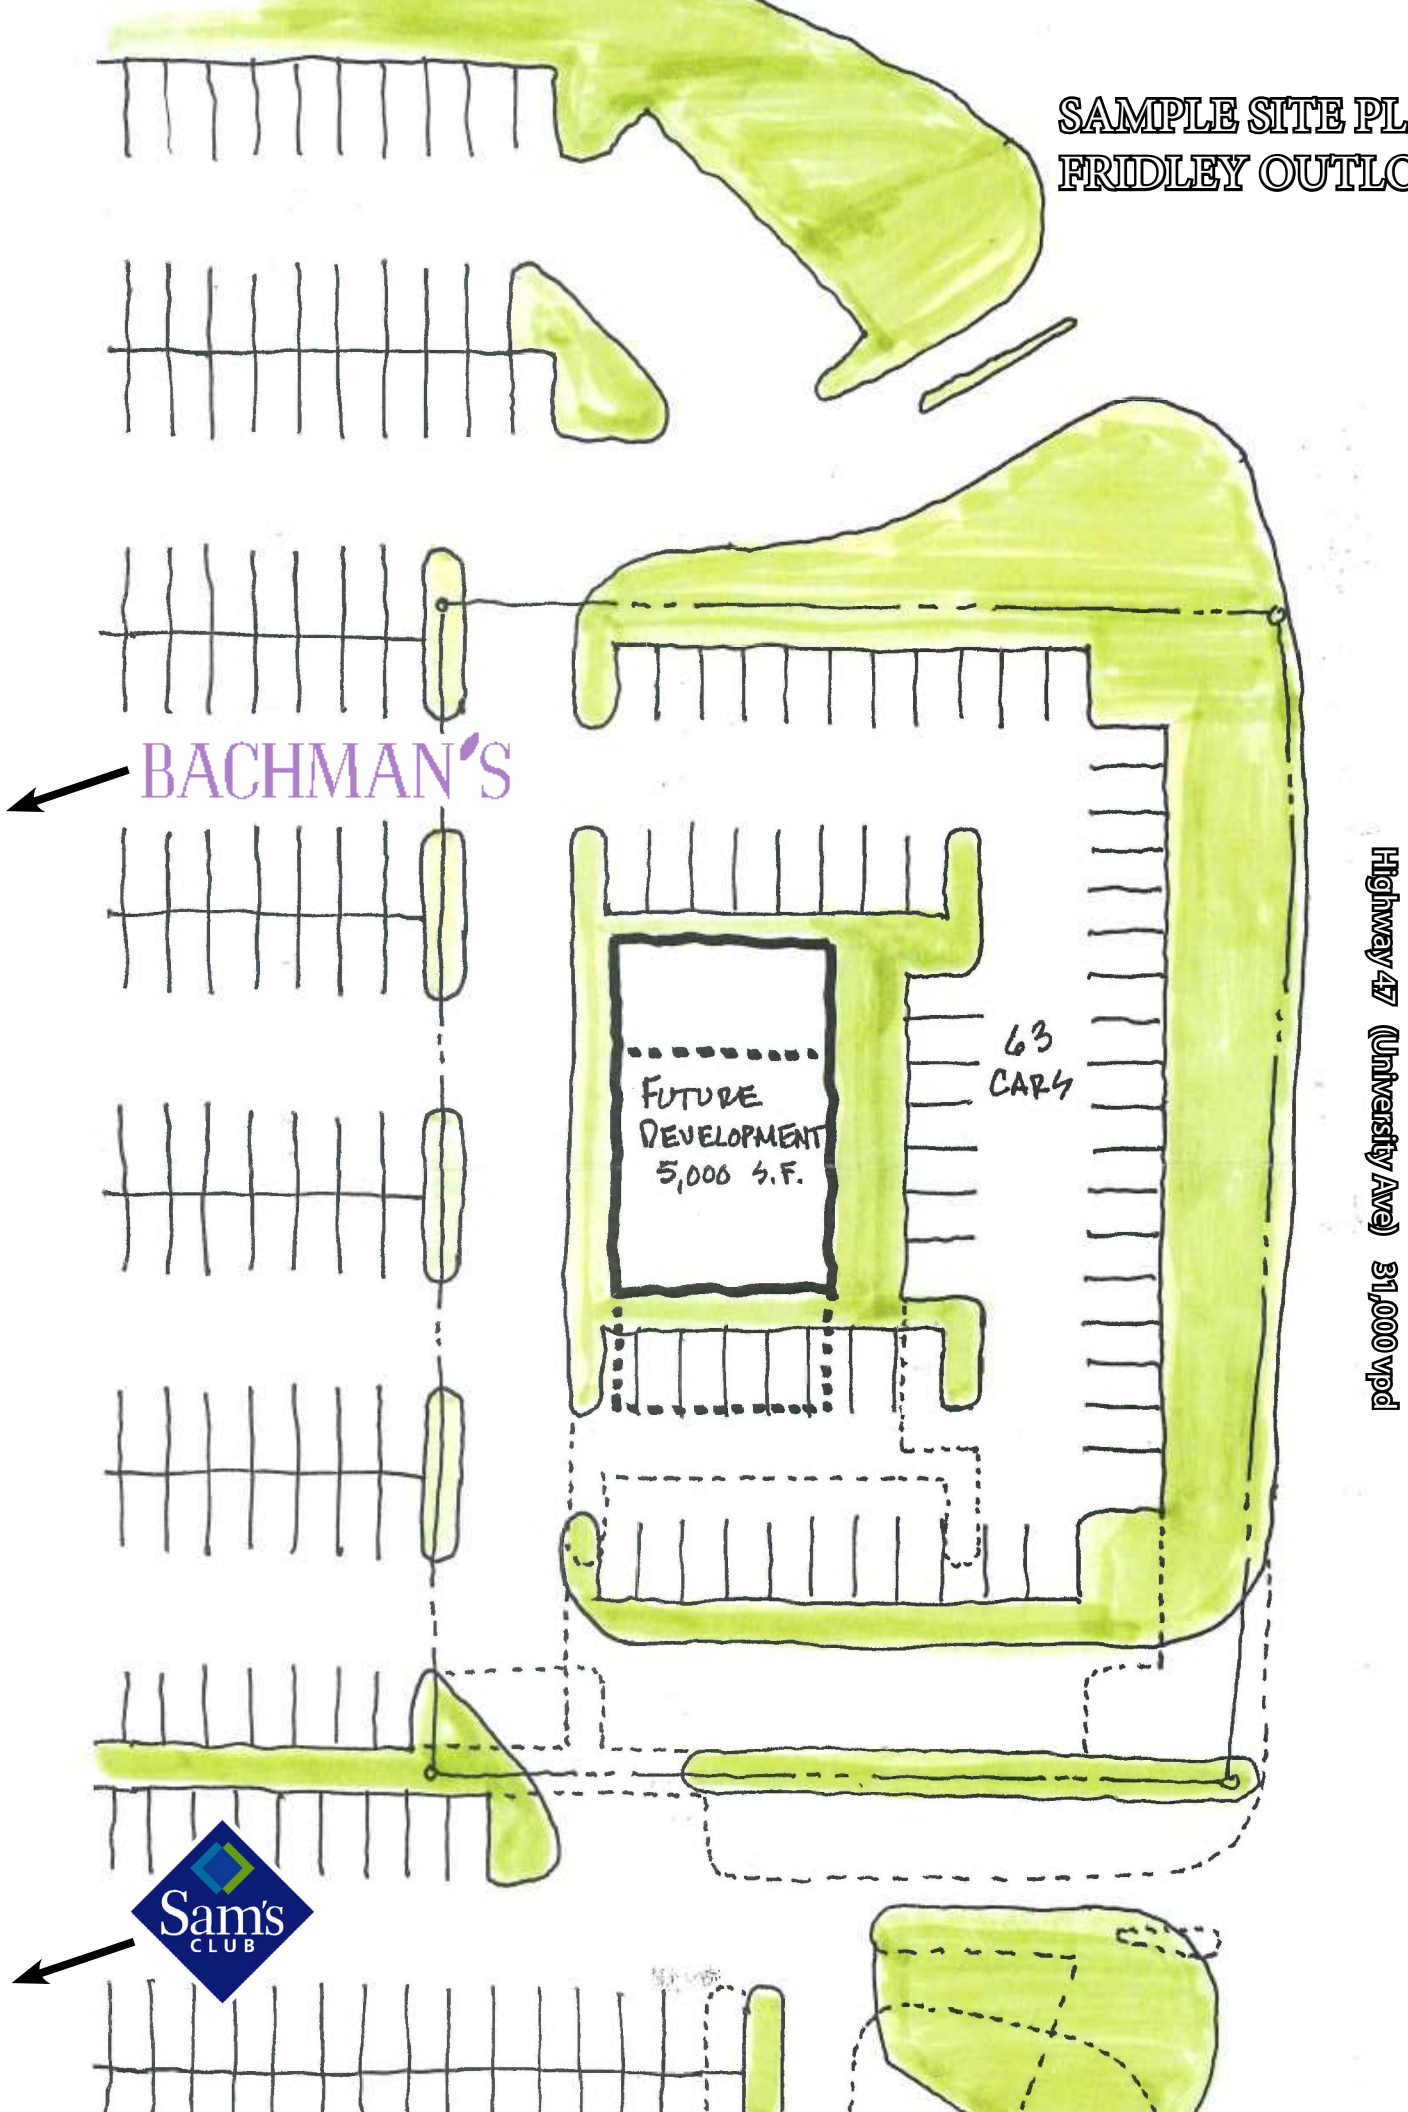 SAMPLE SITE PL
FRIDLEY OUTLO
BACHMAN'S
Highway 47 (University Ave) 31,000 vpd
63
CARS
FUTURE
DEVELOPMENT
5,000 S.F.
Sam's
CLUB